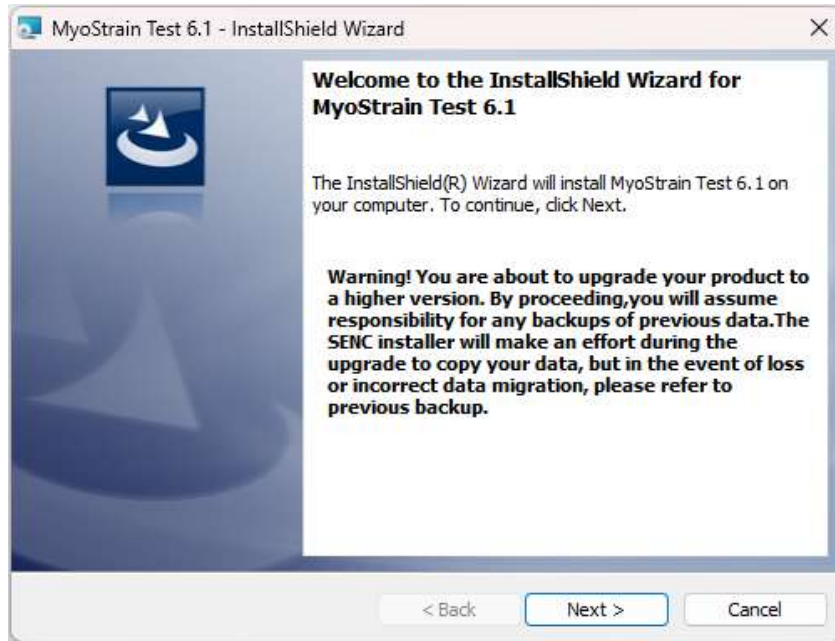 MyoStrain Test 6.1 - InstallShield Wizard
Welcome to the InstallShield Wizard for
MyoStrain Test 6.1
The InstallShield(R) Wizard will install MyoStrain Test 6.1 on
your computer. To continue, click Next.
Warning! You are about to upgrade your product to
a higher version. By proceeding,you will assume
responsibility for any backups of previous data.The
SENC installer will make an effort during the
upgrade to copy your data, but in the event of loss
or incorrect data migration, please refer to
previous backup.
< Back Next > Cancel